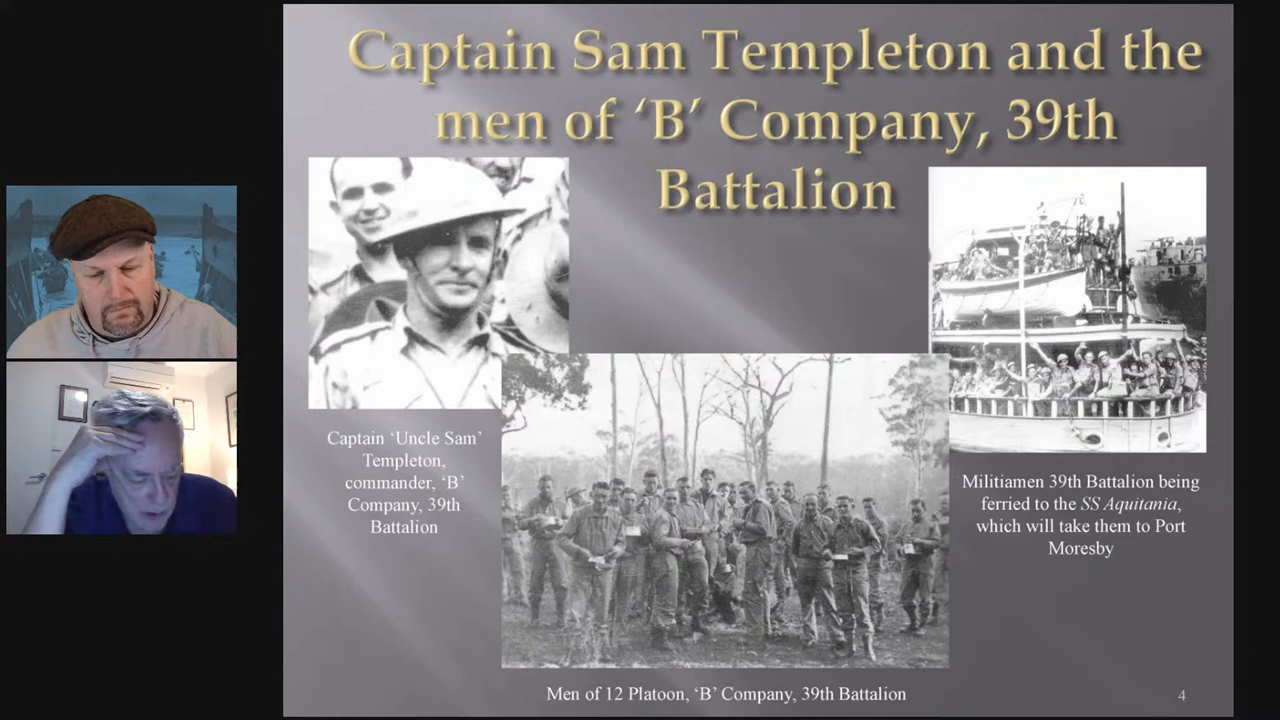 Captain Sam Templeton and the
men of ‘B’ Company, 39th
Battalion
Captain ‘Uncle Sam’
Templeton,
commander, ‘B’
Company, 39th
Battalion
Militiamen 39th Battalion being
ferried to the SS Aquitania,
which will take them to Port
Moresby
Men of 12 Platoon, ‘B’ Company, 39th Battalion
4